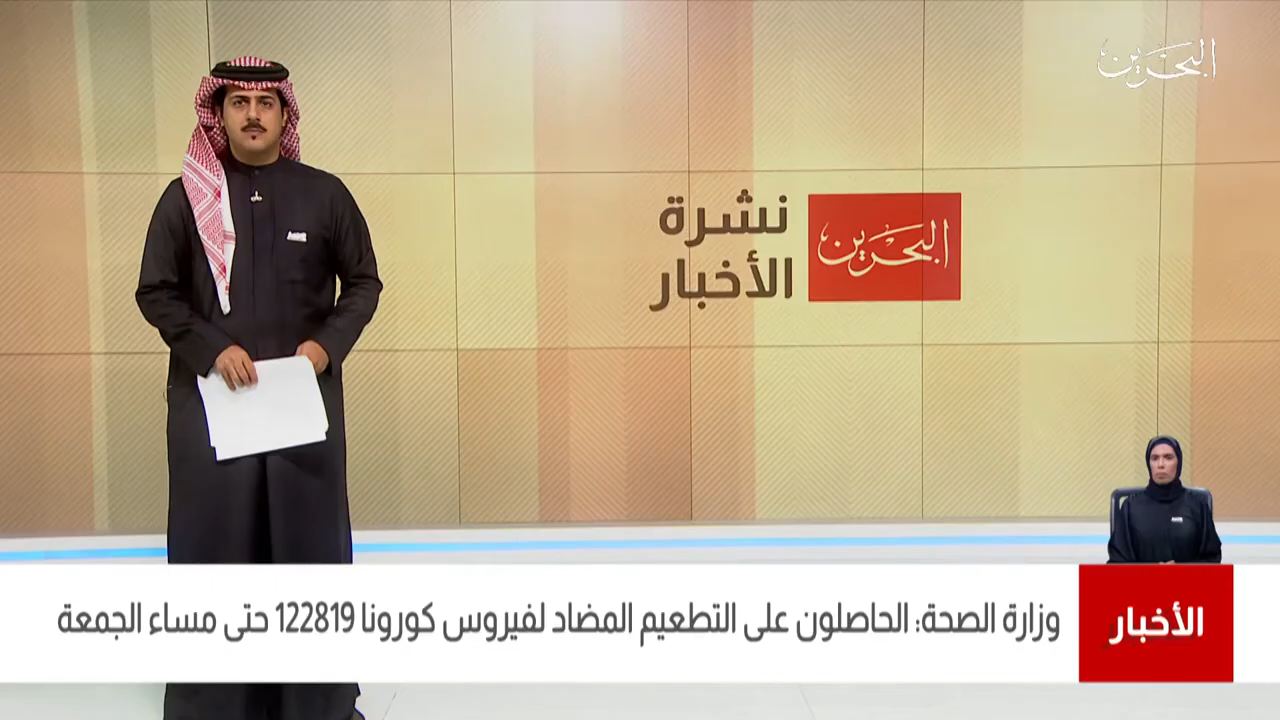 البحرين
نشرة
الأخبار
البحرين
وزارة الصحة: الحاصلون على التطعيم المضاد لفيروس كورونا 122819 حتى مساء الجمعة
الأخبار